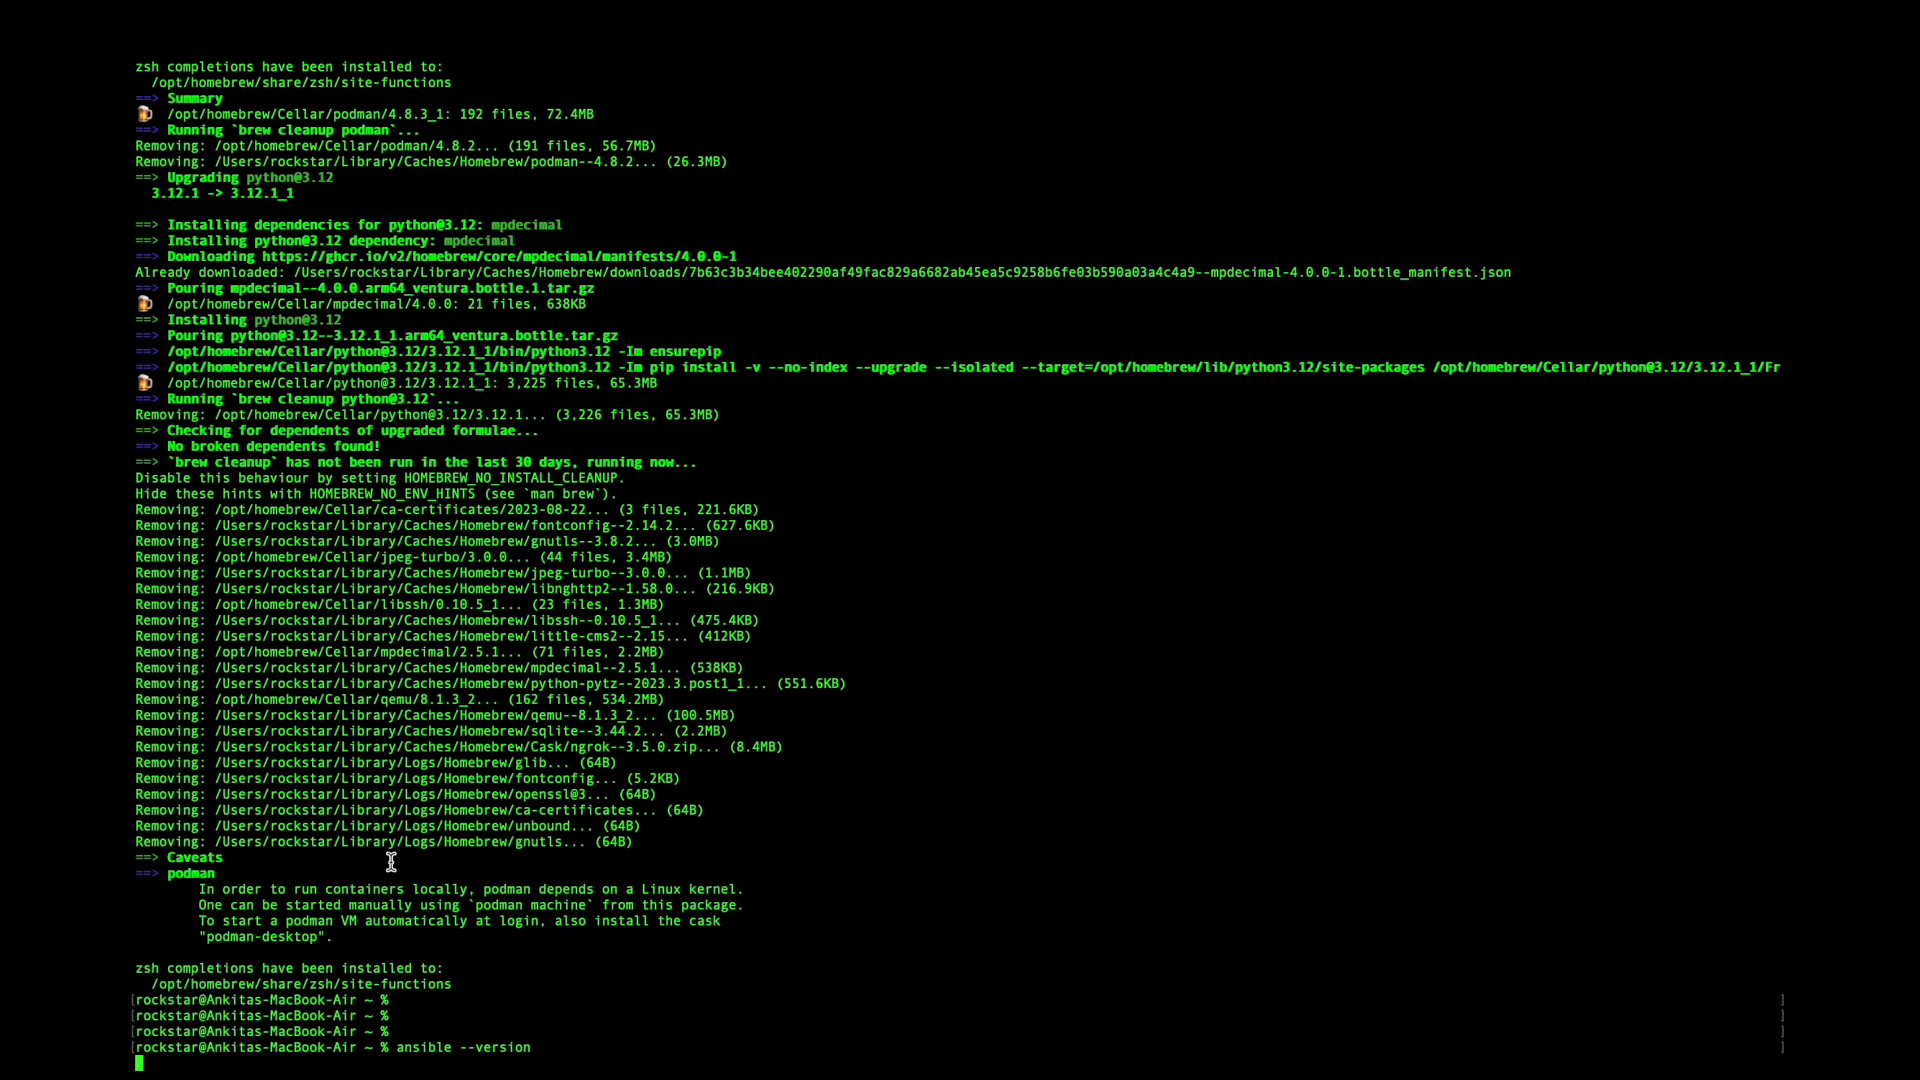 zsh completions have been installed to:
  /opt/homebrew/share/zsh/site-functions
==> Summary
🍺  /opt/homebrew/Cellar/podman/4.8.3_1: 192 files, 72.4MB
==> Running `brew cleanup podman`...
Removing: /opt/homebrew/Cellar/podman/4.8.2... (191 files, 56.7MB)
Removing: /Users/rockstar/Library/Caches/Homebrew/podman--4.8.2... (26.3MB)
==> Upgrading python@3.12
  3.12.1 -> 3.12.1_1

==> Installing dependencies for python@3.12: mpdecimal
==> Installing python@3.12 dependency: mpdecimal
==> Downloading https://ghcr.io/v2/homebrew/core/mpdecimal/manifests/4.0.0-1
Already downloaded: /Users/rockstar/Library/Caches/Homebrew/downloads/7b63c3b34bee402290af49fac829a6682ab45ea5c9258b6fe03b590a03a4c4a9--mpdecimal-4.0.0-1.bottle_manifest.json
==> Pouring mpdecimal--4.0.0.arm64_ventura.bottle.1.tar.gz
🍺  /opt/homebrew/Cellar/mpdecimal/4.0.0: 21 files, 638KB
==> Installing python@3.12
==> Pouring python@3.12--3.12.1_1.arm64_ventura.bottle.tar.gz
==> /opt/homebrew/Cellar/python@3.12/3.12.1_1/bin/python3.12 -Im ensurepip
==> /opt/homebrew/Cellar/python@3.12/3.12.1_1/bin/python3.12 -Im pip install -v --no-index --upgrade --isolated --target=/opt/homebrew/lib/python3.12/site-packages /opt/homebrew/Cellar/python@3.12/3.12.1_1/Fr
🍺  /opt/homebrew/Cellar/python@3.12/3.12.1_1: 3,225 files, 65.3MB
==> Running `brew cleanup python@3.12`...
Removing: /opt/homebrew/Cellar/python@3.12/3.12.1... (3,226 files, 65.3MB)
==> Checking for dependents of upgraded formulae...
==> No broken dependents found!
==> `brew cleanup` has not been run in the last 30 days, running now...
Disable this behaviour by setting HOMEBREW_NO_INSTALL_CLEANUP.
Hide these hints with HOMEBREW_NO_ENV_HINTS (see `man brew`).
Removing: /opt/homebrew/Cellar/ca-certificates/2023-08-22... (3 files, 221.6KB)
Removing: /Users/rockstar/Library/Caches/Homebrew/fontconfig--2.14.2... (627.6KB)
Removing: /Users/rockstar/Library/Caches/Homebrew/gnutls--3.8.2... (3.0MB)
Removing: /opt/homebrew/Cellar/jpeg-turbo/3.0.0... (44 files, 3.4MB)
Removing: /Users/rockstar/Library/Caches/Homebrew/jpeg-turbo--3.0.0... (1.1MB)
Removing: /Users/rockstar/Library/Caches/Homebrew/libnghttp2--1.58.0... (216.9KB)
Removing: /opt/homebrew/Cellar/libssh/0.10.5_1... (23 files, 1.3MB)
Removing: /Users/rockstar/Library/Caches/Homebrew/libssh--0.10.5_1... (475.4KB)
Removing: /Users/rockstar/Library/Caches/Homebrew/little-cms2--2.15... (412KB)
Removing: /opt/homebrew/Cellar/mpdecimal/2.5.1... (71 files, 2.2MB)
Removing: /Users/rockstar/Library/Caches/Homebrew/mpdecimal--2.5.1... (538KB)
Removing: /Users/rockstar/Library/Caches/Homebrew/python-pytz--2023.3.post1_1... (551.6KB)
Removing: /opt/homebrew/Cellar/qemu/8.1.3_2... (162 files, 534.2MB)
Removing: /Users/rockstar/Library/Caches/Homebrew/qemu--8.1.3_2... (100.5MB)
Removing: /Users/rockstar/Library/Caches/Homebrew/sqlite--3.44.2... (2.2MB)
Removing: /Users/rockstar/Library/Caches/Homebrew/Cask/ngrok--3.5.0.zip... (8.4MB)
Removing: /Users/rockstar/Library/Logs/Homebrew/glib... (64B)
Removing: /Users/rockstar/Library/Logs/Homebrew/fontconfig... (5.2KB)
Removing: /Users/rockstar/Library/Logs/Homebrew/openssl@3... (64B)
Removing: /Users/rockstar/Library/Logs/Homebrew/ca-certificates... (64B)
Removing: /Users/rockstar/Library/Logs/Homebrew/unbound... (64B)
Removing: /Users/rockstar/Library/Logs/Homebrew/gnutls... (64B)
==> Caveats
==> podman
        In order to run containers locally, podman depends on a Linux kernel.
        One can be started manually using `podman machine` from this package.
        To start a podman VM automatically at login, also install the cask
        "podman-desktop".

zsh completions have been installed to:
  /opt/homebrew/share/zsh/site-functions
[rockstar@Ankitas-MacBook-Air ~ % ]
[rockstar@Ankitas-MacBook-Air ~ % ]
[rockstar@Ankitas-MacBook-Air ~ % ]
[rockstar@Ankitas-MacBook-Air ~ % ansible --version ]